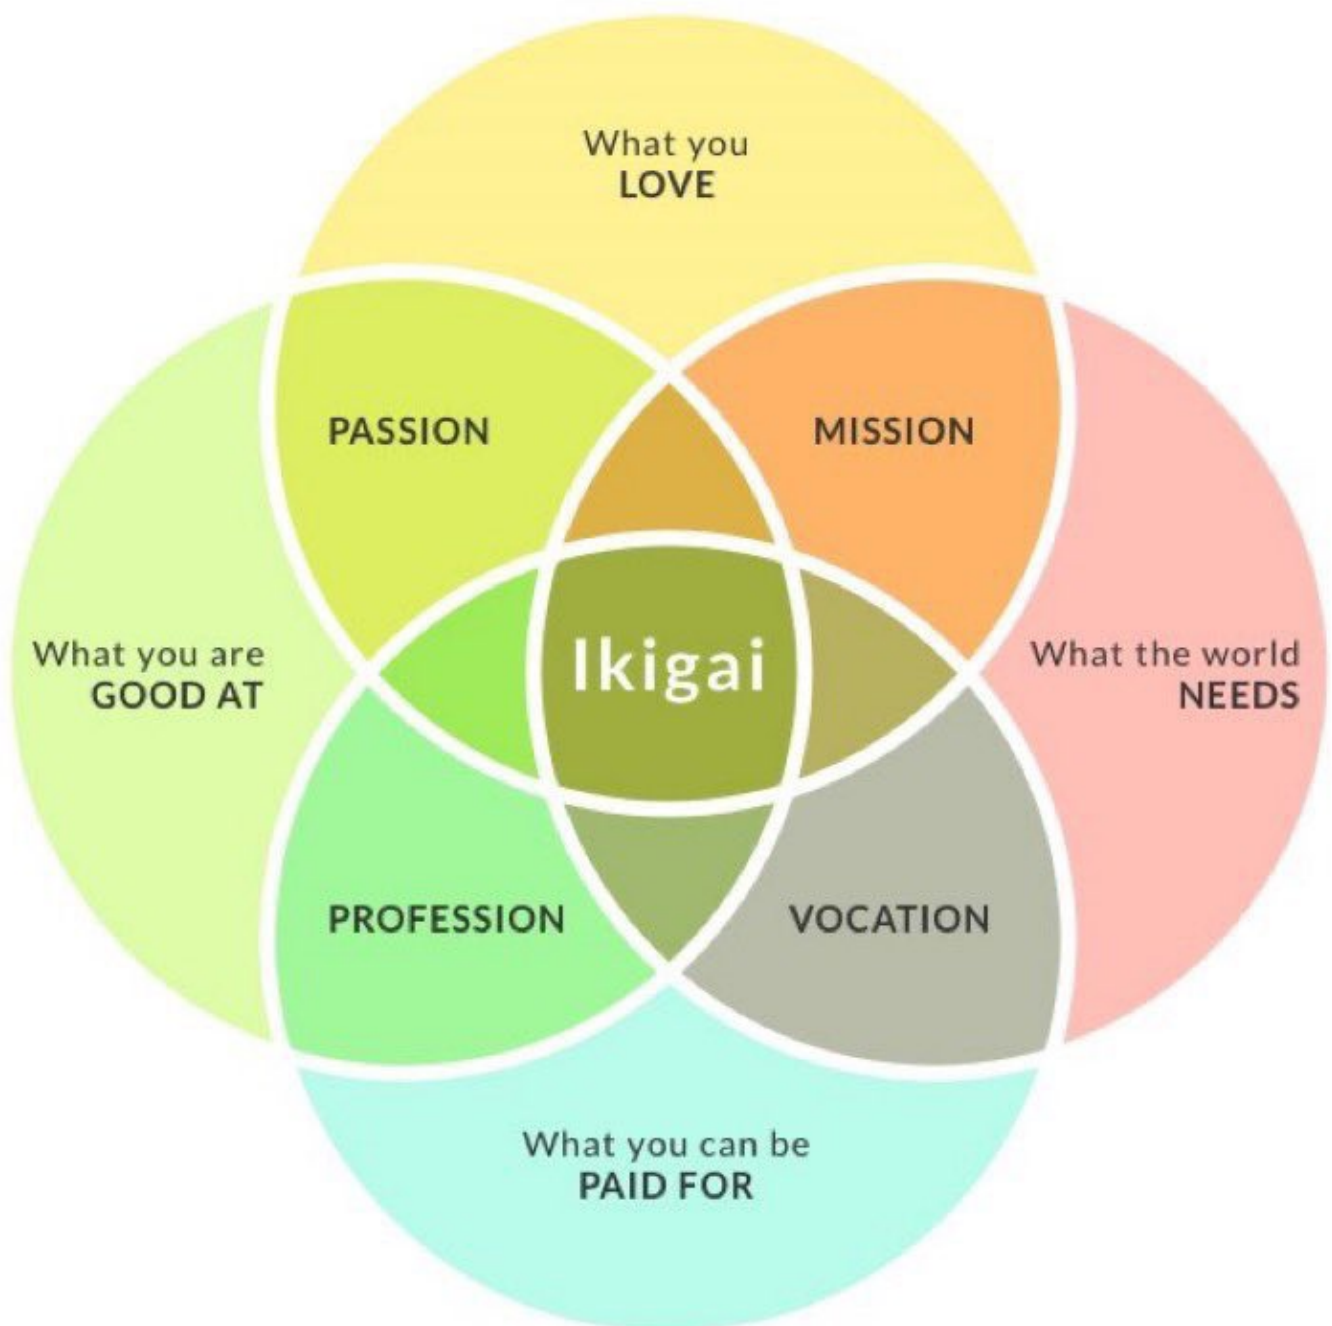 What you
LOVE
PASSION
MISSION
What you are
GOOD AT
Ikigai
What the world
NEEDS
PROFESSION
VOCATION
What you can be
PAID FOR